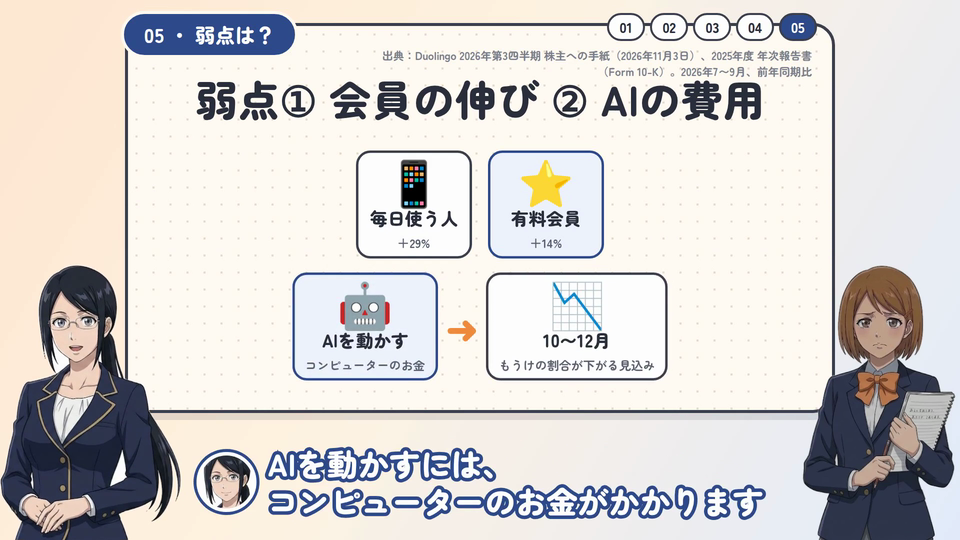 05 ・ 弱点は？
01 02 03 04 05
出典：Duolingo 2026年第3四半期 株主への手紙（2026年11月3日）、2025年度 年次報告書
（Form 10-K）。2026年7〜9月、前年同期比
弱点① 会員の伸び ② AIの費用
毎日使う人
+29%
有料会員
+14%
AIを動かす
コンピューターのお金
10〜12月
もうけの割合が下がる見込み
AIを動かすには、
コンピューターのお金がかかります